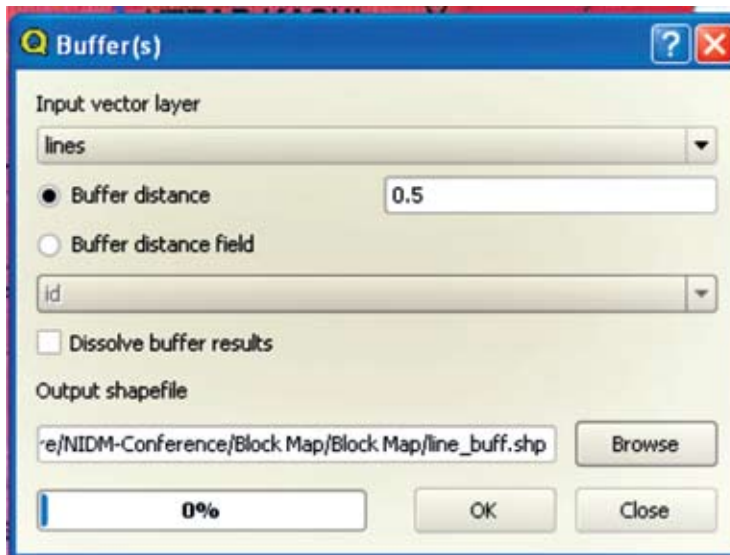 Buffer(s)
Input vector layer
lines
Buffer distance 0.5
Buffer distance field
id
Dissolve buffer results
Output shapefile
re/NIDM-Conference/Block Map/Block Map/line_buff.shp Browse
0% OK Close